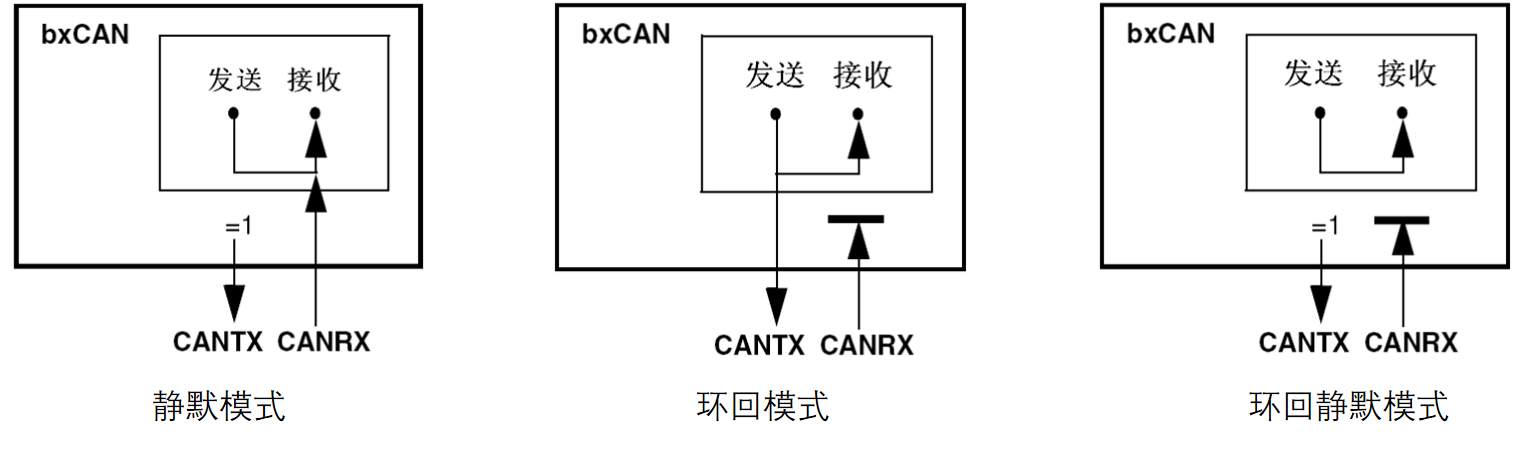 bxCAN
发送 接收
=1
CANTX CANRX
静默模式
bxCAN
发送 接收
CANTX CANRX
环回模式
bxCAN
发送 接收
=1
CANTX CANRX
环回静默模式